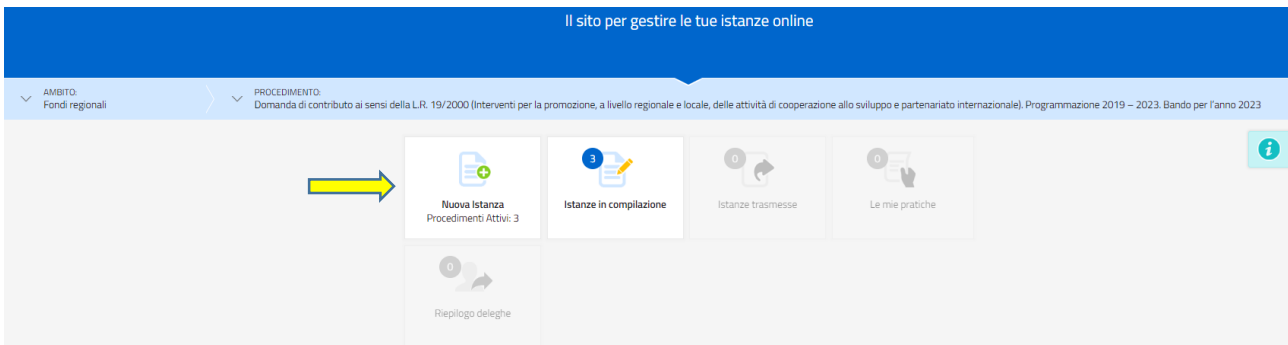 Il sito per gestire le tue istanze online
AMBITO:
Fondi regionali
PROCEDIMENTO:
Domanda di contributo ai sensi della L.R. 19/2000 (Interventi per la promozione, a livello regionale e locale, delle attività di cooperazione allo sviluppo e partenariato internazionale). Programmazione 2019 – 2023. Bando per l'anno 2023
Nuova Istanza
Procedimenti Attivi: 3
3
Istanze in compilazione
0
Istanze trasmesse
0
Le mie pratiche
i
0
Riepilogo deleghe